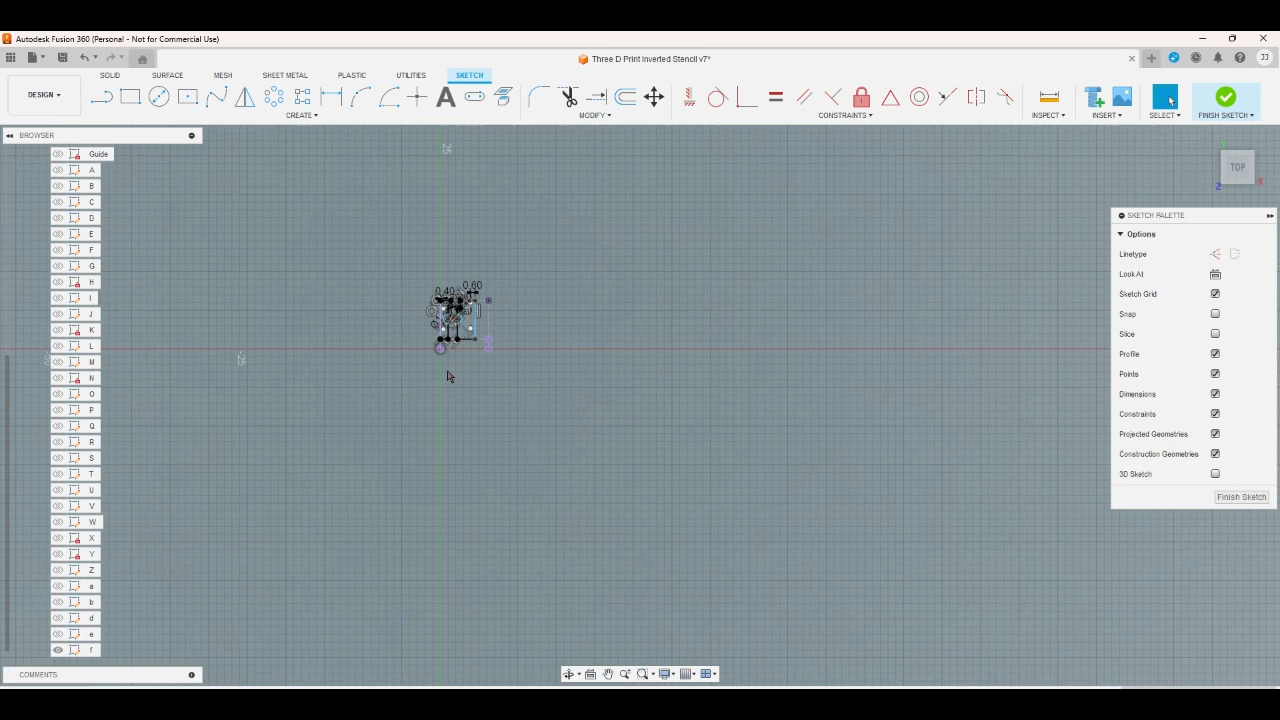 Autodesk Fusion 360 (Personal - Not for Commercial Use)
Three D Print Inverted Stencil v7*
JJ
SOLID SURFACE MESH SHEET METAL PLASTIC UTILITIES SKETCH
DESIGN
CREATE MODIFY CONSTRAINTS INSPECT INSERT SELECT FINISH SKETCH
BROWSER
Guide
A
B
C
D
E
F
G
H
I
J
K
L
M
N
O
P
Q
R
S
T
U
V
W
X
Y
Z
a
b
d
e
f
25
0.40
0.60
-25
TOP
X
Z
SKETCH PALETTE
Options
Linetype
Look At
Sketch Grid
Snap
Slice
Profile
Points
Dimensions
Constraints
Projected Geometries
Construction Geometries
3D Sketch
Finish Sketch
COMMENTS